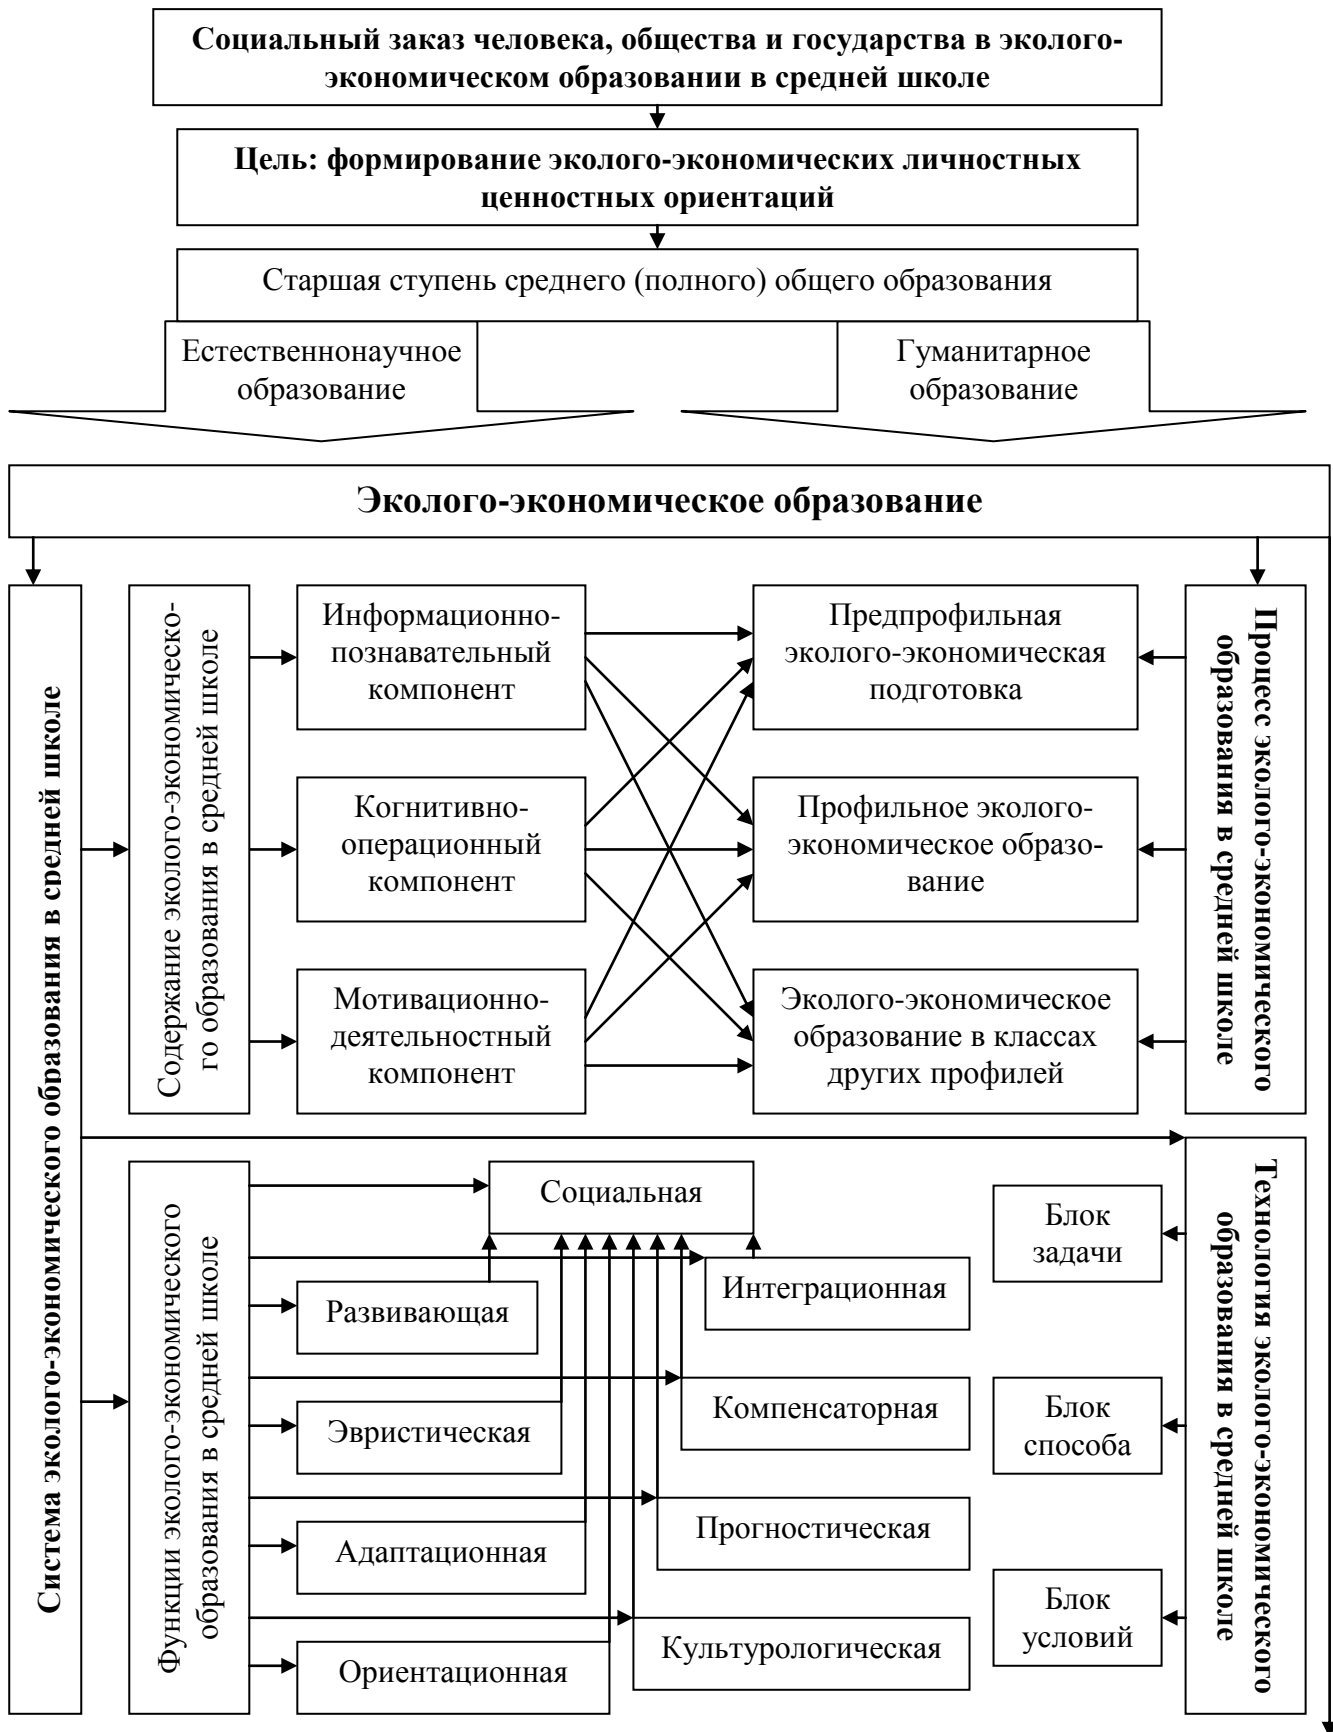 Социальный заказ человека, общества и государства в эколого-
экономическом образовании в средней школе
Цель: формирование эколого-экономических личностных
ценностных ориентаций
Старшая ступень среднего (полного) общего образования
Естественнонаучное
образование
Гуманитарное
образование
Эколого-экономическое образование
Система эколого-экономического образования в средней школе
Содержание эколого-экономическо-
го образования в средней школе
Информационно-
познавательный
компонент
Когнитивно-
операционный
компонент
Мотивационно-
деятельностный
компонент
Предпрофильная
эколого-экономическая
подготовка
Профильное эколого-
экономическое образо-
вание
Эколого-экономическое
образование в классах
других профилей
Процесс эколого-экономического
образования в средней школе
Функции эколого-экономического
образования в средней школе
Социальная
Развивающая
Эвристическая
Адаптационная
Ориентационная
Интеграционная
Компенсаторная
Прогностическая
Культурологическая
Блок
задачи
Блок
способа
Блок
условий
Технология эколого-экономического
образования в средней школе